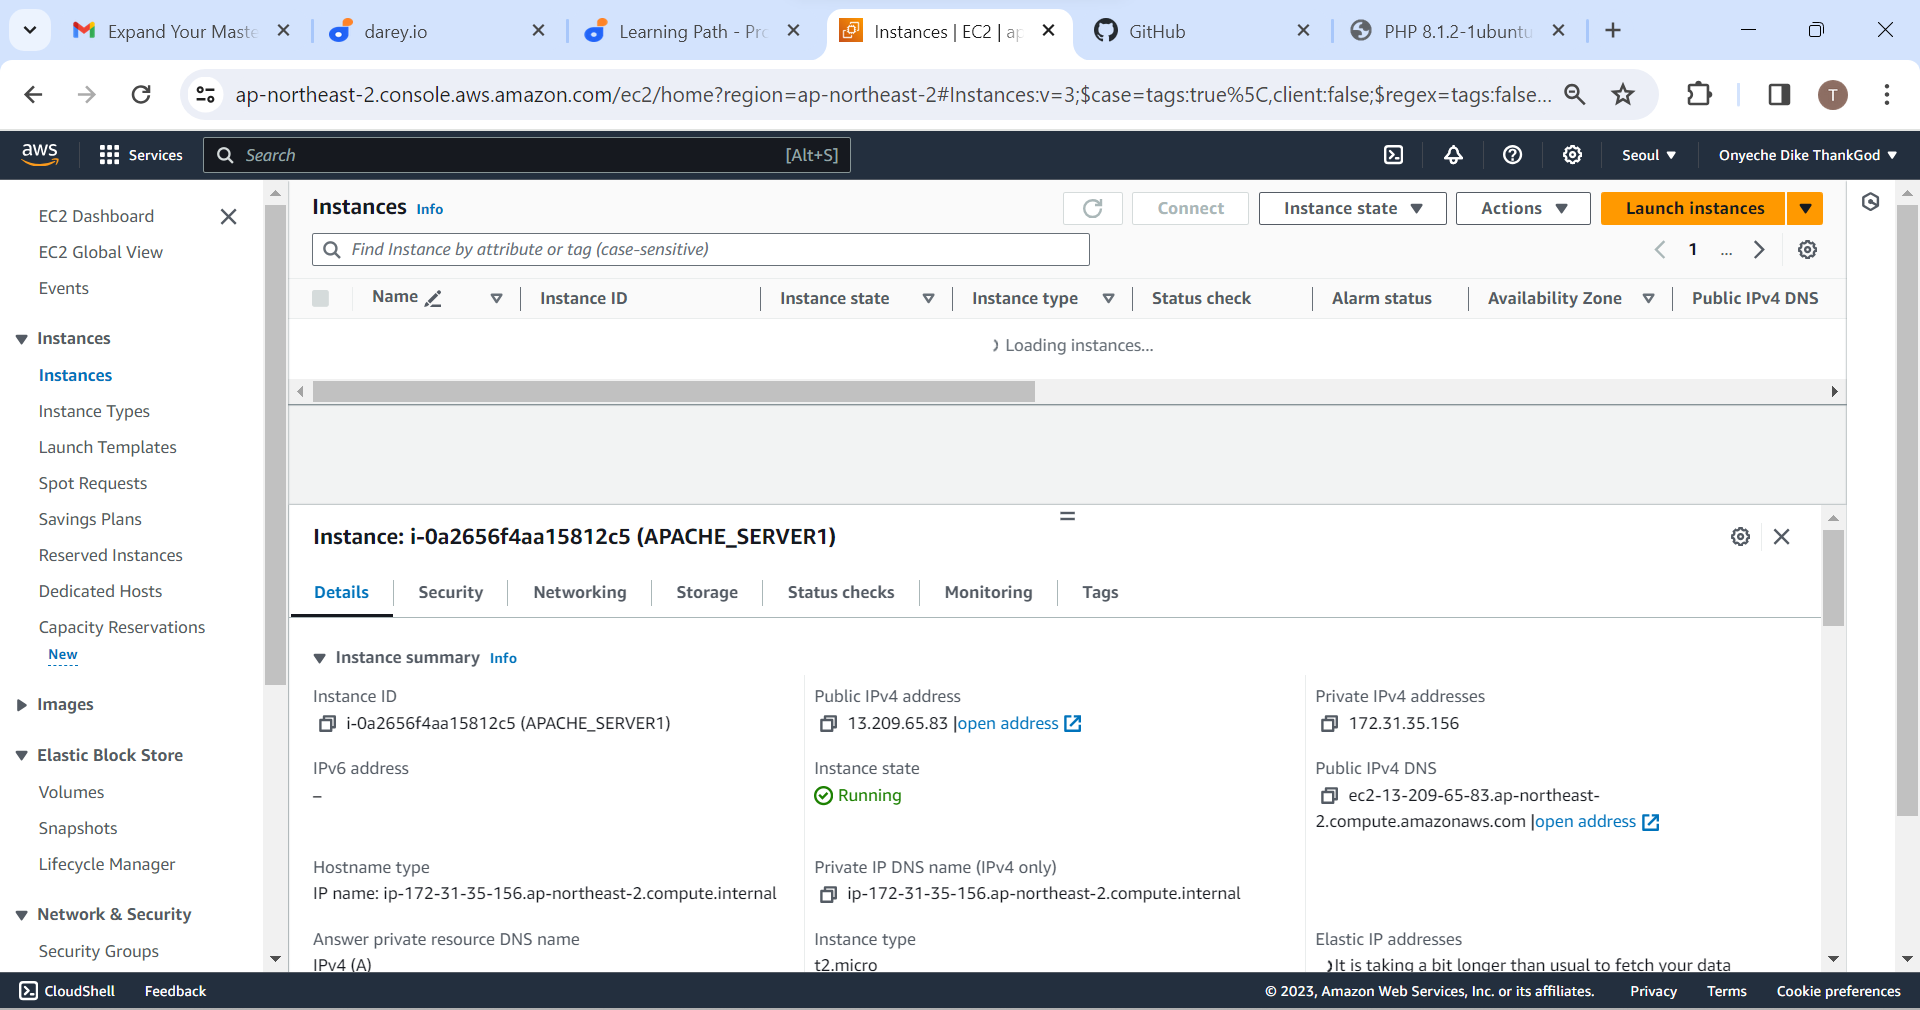 Expand Your Maste
darey.io
Learning Path - Pro
Instances | EC2 | ap
GitHub
PHP 8.1.2-1ubuntu
ap-northeast-2.console.aws.amazon.com/ec2/home?region=ap-northeast-2#Instances:v=3;$case=tags:true%5C,client:false;$regex=tags:false...
T
aws
Services
Search
[Alt+S]
Seoul
Onyeche Dike ThankGod
EC2 Dashboard
EC2 Global View
Events
Instances
Instances
Instance Types
Launch Templates
Spot Requests
Savings Plans
Reserved Instances
Dedicated Hosts
Capacity Reservations
New
Images
Elastic Block Store
Volumes
Snapshots
Lifecycle Manager
Network & Security
Security Groups
Instances Info
Connect
Instance state
Actions
Launch instances
Find Instance by attribute or tag (case-sensitive)
1 ...
Name
Instance ID
Instance state
Instance type
Status check
Alarm status
Availability Zone
Public IPv4 DNS
Loading instances...
Instance: i-0a2656f4aa15812c5 (APACHE_SERVER1)
Details
Security
Networking
Storage
Status checks
Monitoring
Tags
Instance summary Info
Instance ID
i-0a2656f4aa15812c5 (APACHE_SERVER1)
Public IPv4 address
13.209.65.83 |open address
Private IPv4 addresses
172.31.35.156
IPv6 address
–
Instance state
Running
Public IPv4 DNS
ec2-13-209-65-83.ap-northeast-
2.compute.amazonaws.com |open address
Hostname type
IP name: ip-172-31-35-156.ap-northeast-2.compute.internal
Private IP DNS name (IPv4 only)
ip-172-31-35-156.ap-northeast-2.compute.internal
Answer private resource DNS name
IPv4 (A)
Instance type
t2.micro
Elastic IP addresses
It is taking a bit longer than usual to fetch your data
CloudShell
Feedback
© 2023, Amazon Web Services, Inc. or its affiliates.
Privacy
Terms
Cookie preferences